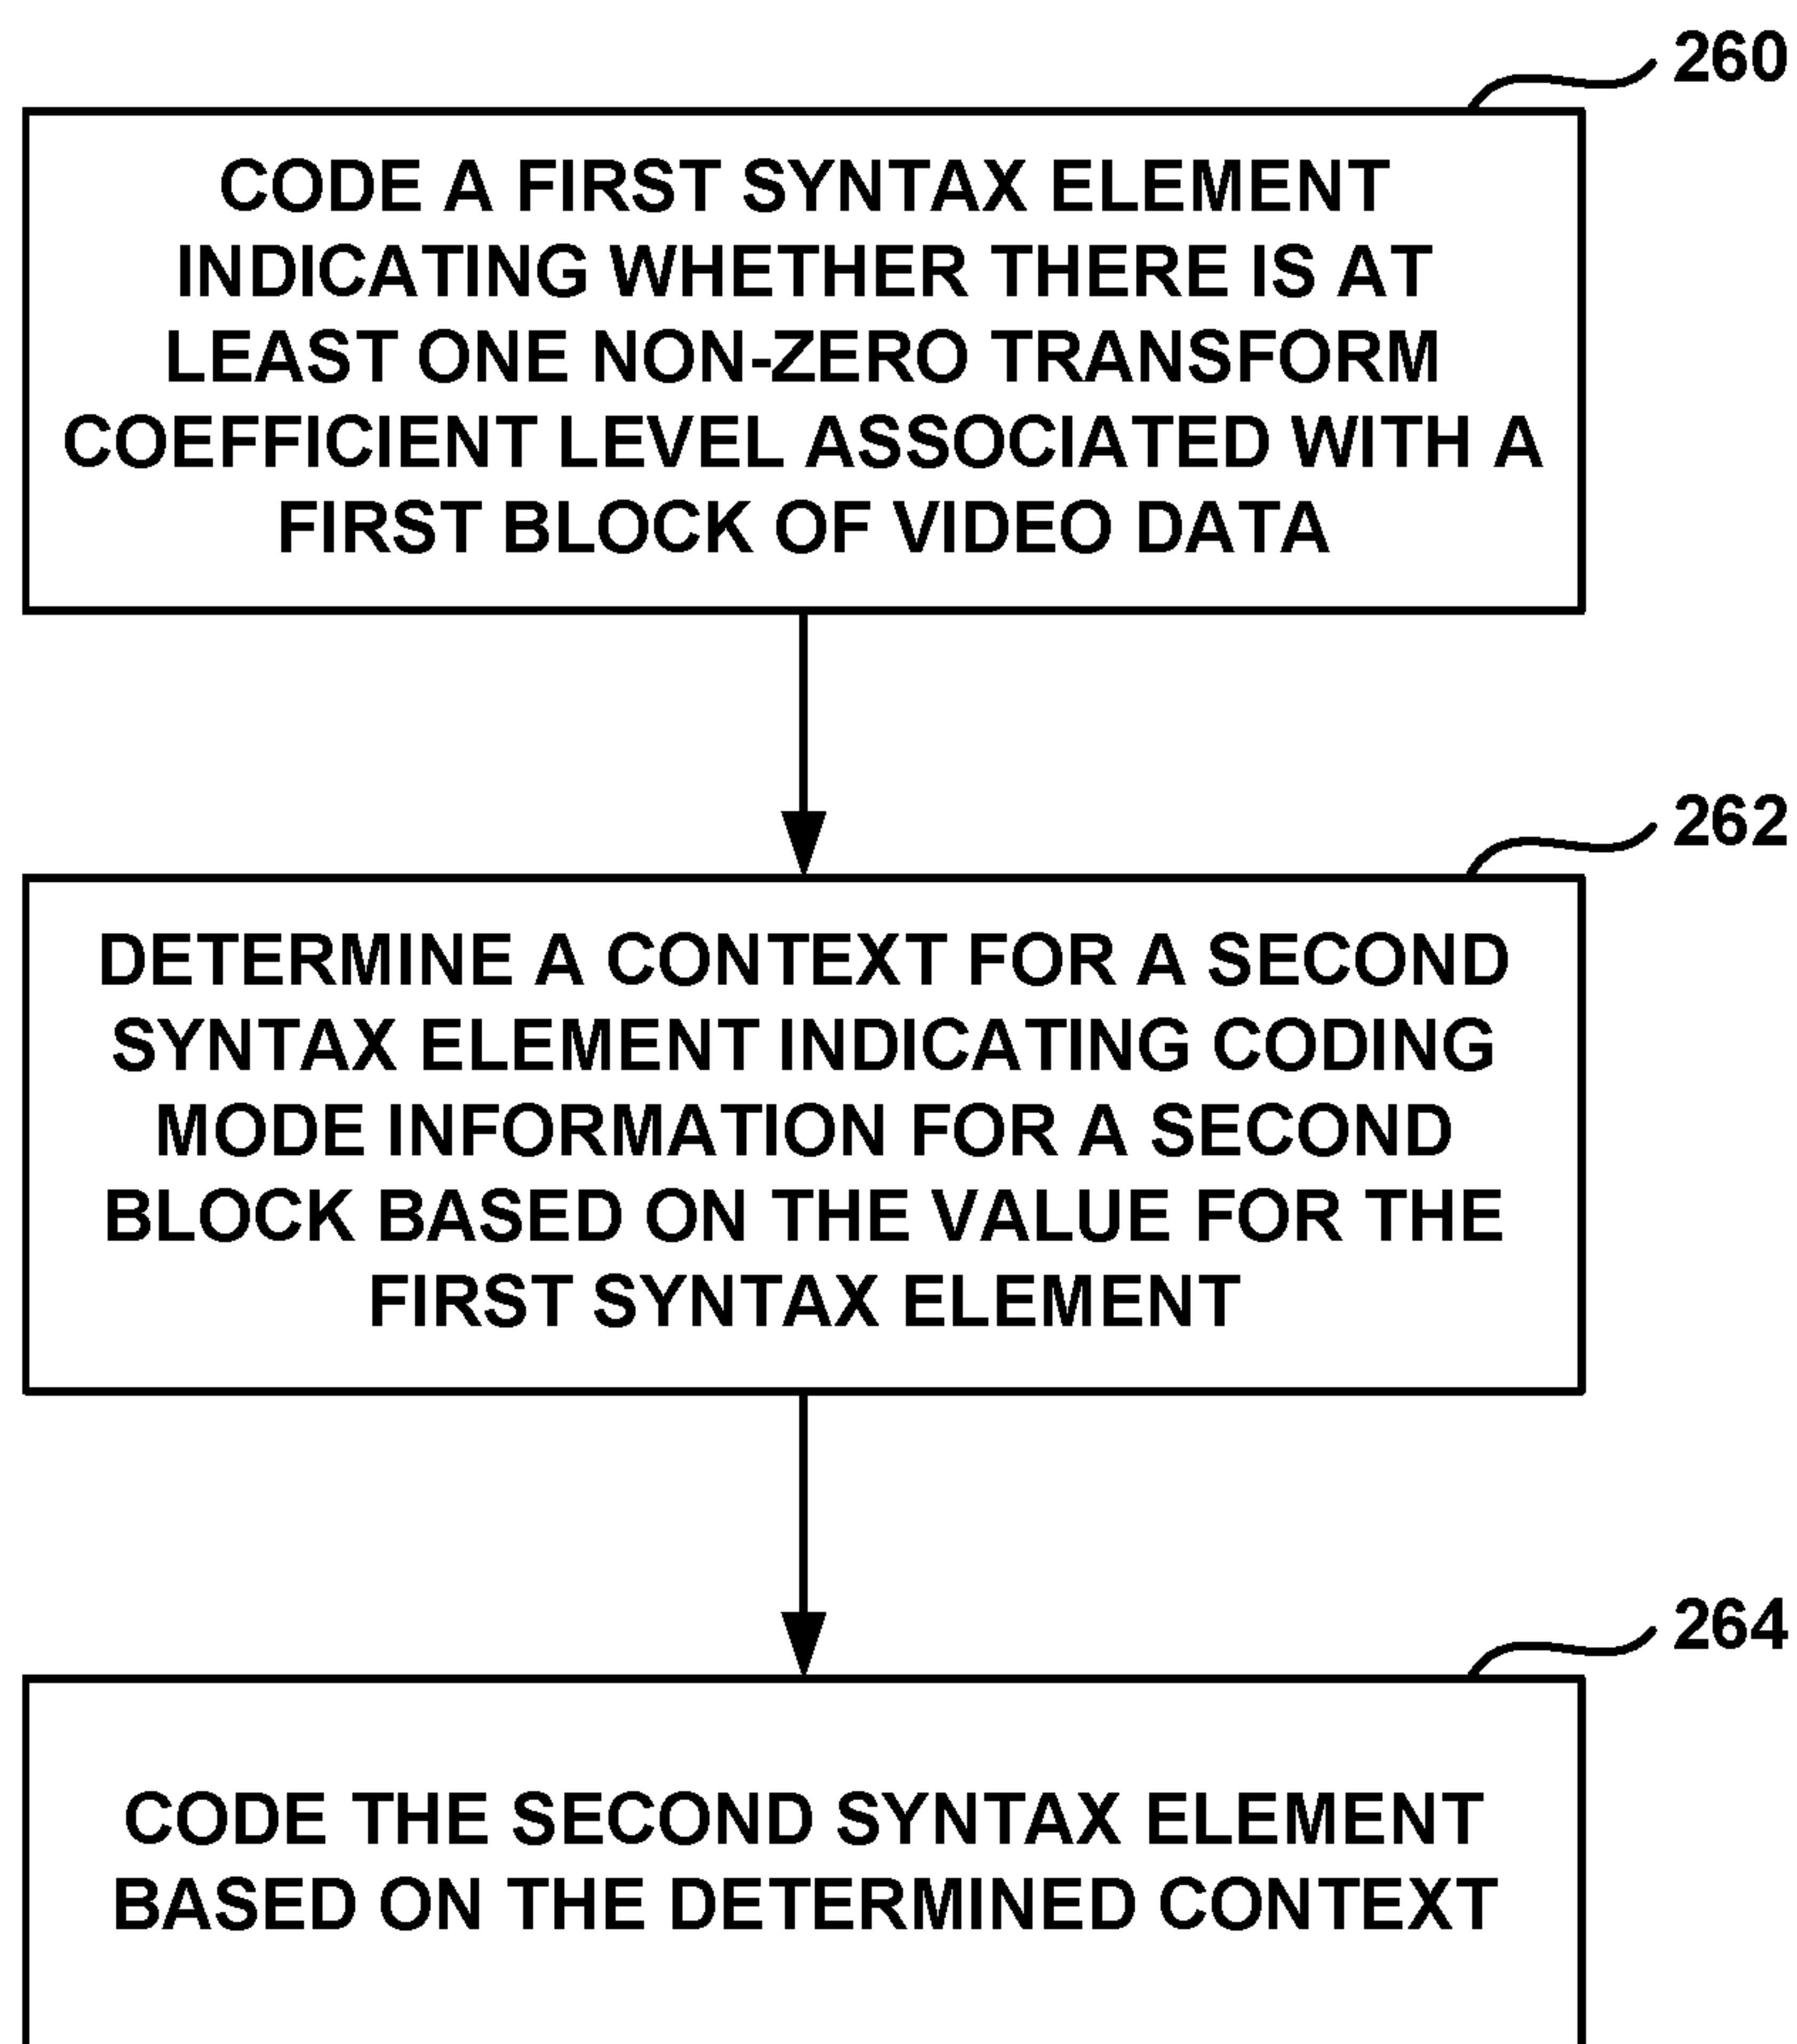 260
CODE A FIRST SYNTAX ELEMENT
INDICATING WHETHER THERE IS AT
LEAST ONE NON-ZERO TRANSFORM
COEFFICIENT LEVEL ASSOCIATED WITH A
FIRST BLOCK OF VIDEO DATA
262
DETERMINE A CONTEXT FOR A SECOND
SYNTAX ELEMENT INDICATING CODING
MODE INFORMATION FOR A SECOND
BLOCK BASED ON THE VALUE FOR THE
FIRST SYNTAX ELEMENT
264
CODE THE SECOND SYNTAX ELEMENT
BASED ON THE DETERMINED CONTEXT